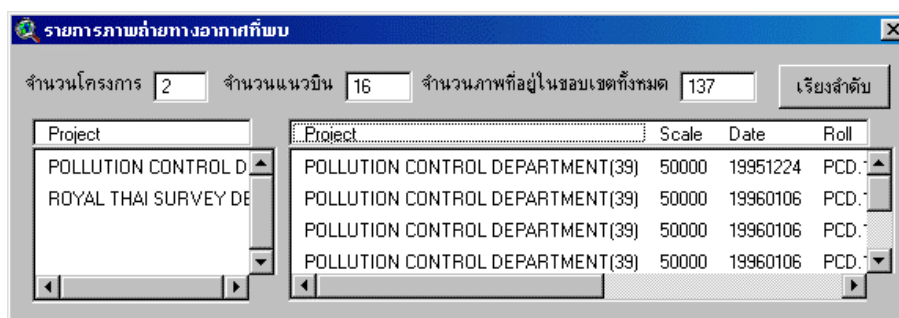 รายการภาพถ่ายทางอากาศที่พบ
จำนวนโครงการ 2 จำนวนแนวบิน 16 จำนวนภาพที่อยู่ในขอบเขตทั้งหมด 137 เรียงลำดับ
Project
POLLUTION CONTROL D
ROYAL THAI SURVEY DE
Project Scale Date Roll
POLLUTION CONTROL DEPARTMENT(39) 50000 19951224 PCD.
POLLUTION CONTROL DEPARTMENT(39) 50000 19960106 PCD.
POLLUTION CONTROL DEPARTMENT(39) 50000 19960106 PCD.
POLLUTION CONTROL DEPARTMENT(39) 50000 19960106 PCD.